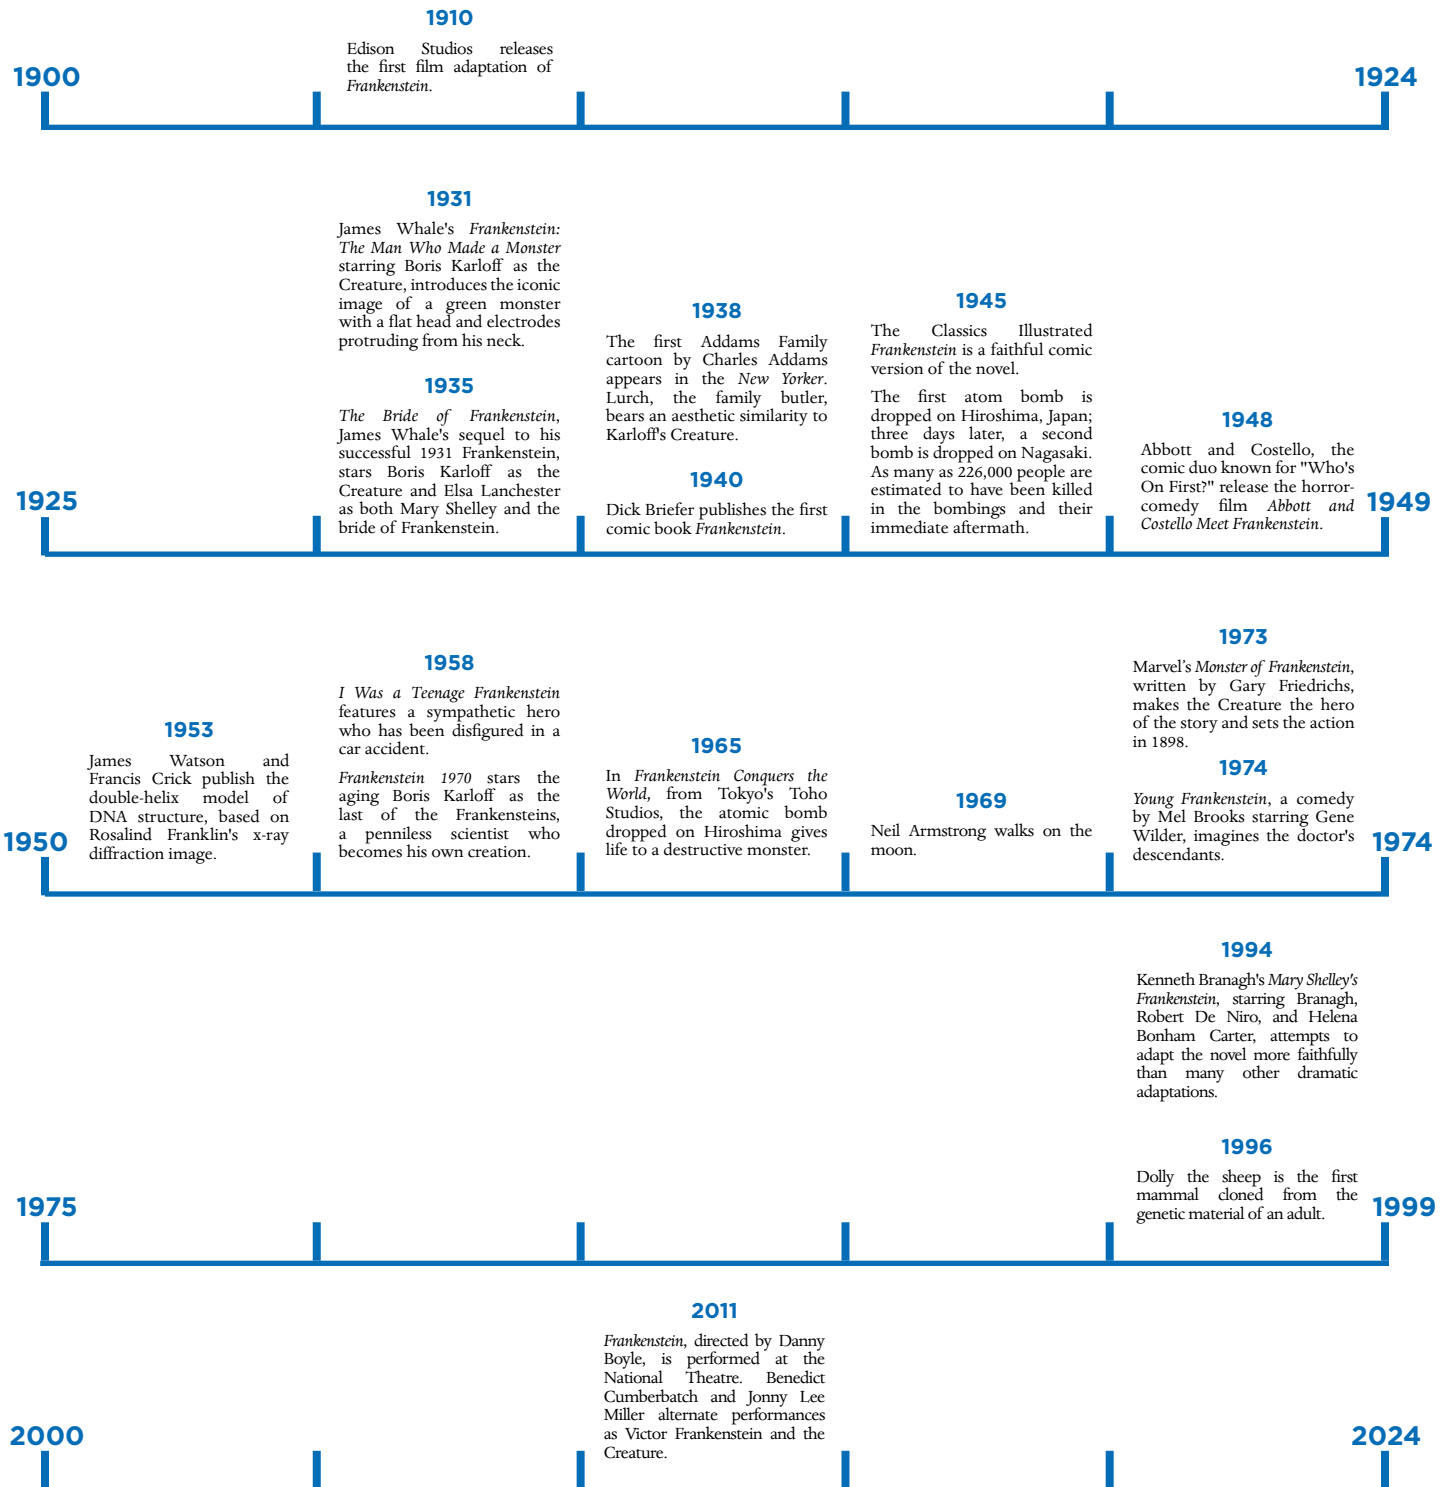 1910
Edison Studios releases
the first film adaptation of
Frankenstein.
1900
1924
1931
James Whale's Frankenstein:
The Man Who Made a Monster
starring Boris Karloff as the
Creature, introduces the iconic
image of a green monster
with a flat head and electrodes
protruding from his neck.
1935
The Bride of Frankenstein,
James Whale's sequel to his
successful 1931 Frankenstein,
stars Boris Karloff as the
Creature and Elsa Lanchester
as both Mary Shelley and the
bride of Frankenstein.
1938
The first Addams Family
cartoon by Charles Addams
appears in the New Yorker.
Lurch, the family butler,
bears an aesthetic similarity to
Karloff's Creature.
1940
Dick Briefer publishes the first
comic book Frankenstein.
1945
The Classics Illustrated
Frankenstein is a faithful comic
version of the novel.
The first atom bomb is
dropped on Hiroshima, Japan;
three days later, a second
bomb is dropped on Nagasaki.
As many as 226,000 people are
estimated to have been killed
in the bombings and their
immediate aftermath.
1948
Abbott and Costello, the
comic duo known for "Who's
On First?" release the horror-
comedy film Abbott and
Costello Meet Frankenstein.
1925
1949
1953
James Watson and
Francis Crick publish the
double-helix model of
DNA structure, based on
Rosalind Franklin's x-ray
diffraction image.
1958
I Was a Teenage Frankenstein
features a sympathetic hero
who has been disfigured in a
car accident.
Frankenstein 1970 stars the
aging Boris Karloff as the
last of the Frankensteins,
a penniless scientist who
becomes his own creation.
1965
In Frankenstein Conquers the
World, from Tokyo's Toho
Studios, the atomic bomb
dropped on Hiroshima gives
life to a destructive monster.
1969
Neil Armstrong walks on the
moon.
1973
Marvel's Monster of Frankenstein,
written by Gary Friedrichs,
makes the Creature the hero
of the story and sets the action
in 1898.
1974
Young Frankenstein, a comedy
by Mel Brooks starring Gene
Wilder, imagines the doctor's
descendants.
1950
1974
1994
Kenneth Branagh's Mary Shelley's
Frankenstein, starring Branagh,
Robert De Niro, and Helena
Bonham Carter, attempts to
adapt the novel more faithfully
than many other dramatic
adaptations.
1996
Dolly the sheep is the first
mammal cloned from the
genetic material of an adult.
1975
1999
2011
Frankenstein, directed by Danny
Boyle, is performed at the
National Theatre. Benedict
Cumberbatch and Jonny Lee
Miller alternate performances
as Victor Frankenstein and the
Creature.
2000
2024